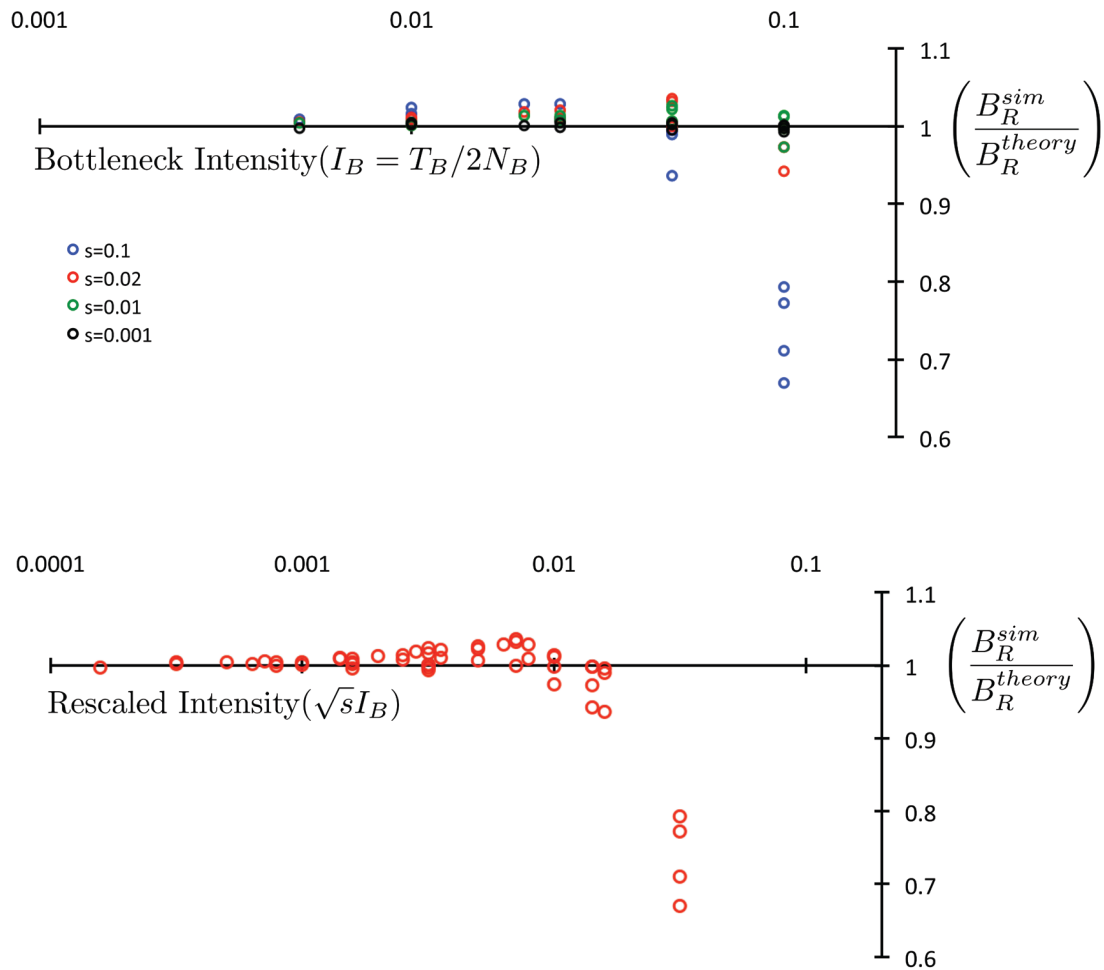 0.001 0.01 0.1
1.1
1
0.9
0.8
0.7
0.6
(B_R^{sim} / B_R^{theory})
Bottleneck Intensity(I_B = T_B/2N_B)
s=0.1
s=0.02
s=0.01
s=0.001
0.0001 0.001 0.01 0.1
1.1
1
0.9
0.8
0.7
0.6
(B_R^{sim} / B_R^{theory})
Rescaled Intensity(√s I_B)